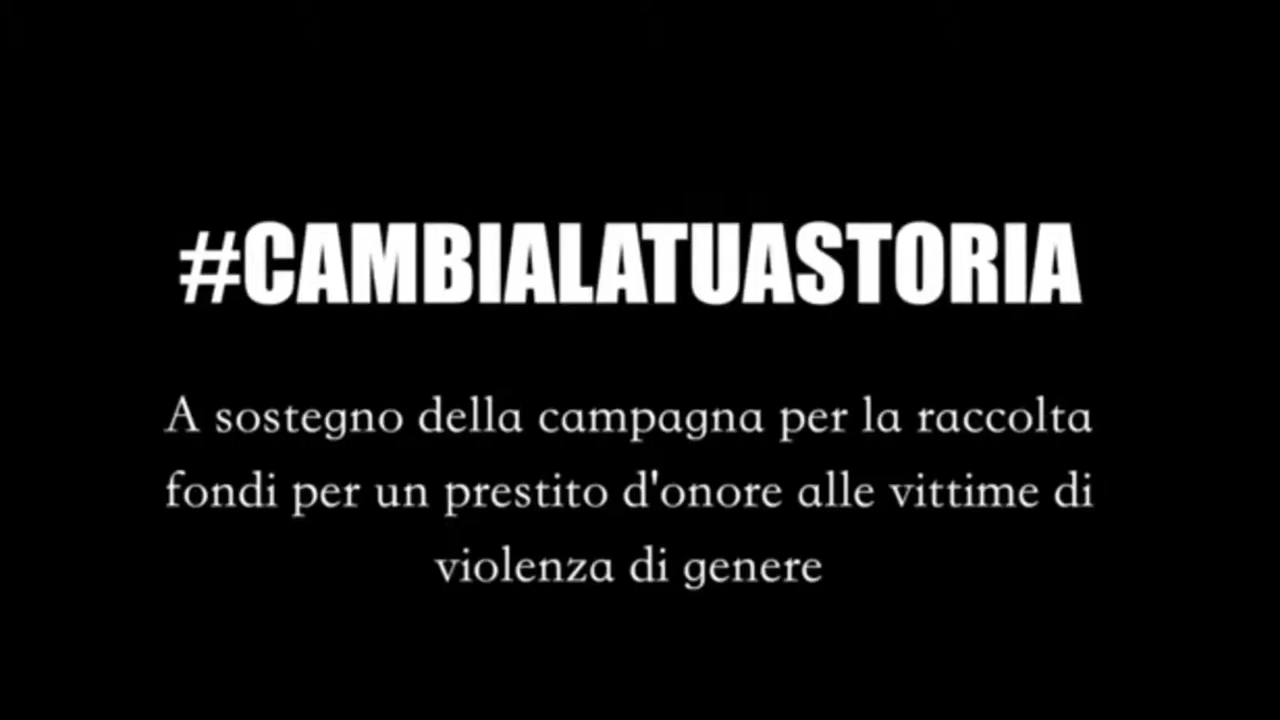 #CAMBIALATUASTORIA
A sostegno della campagna per la raccolta
fondi per un prestito d'onore alle vittime di
violenza di genere